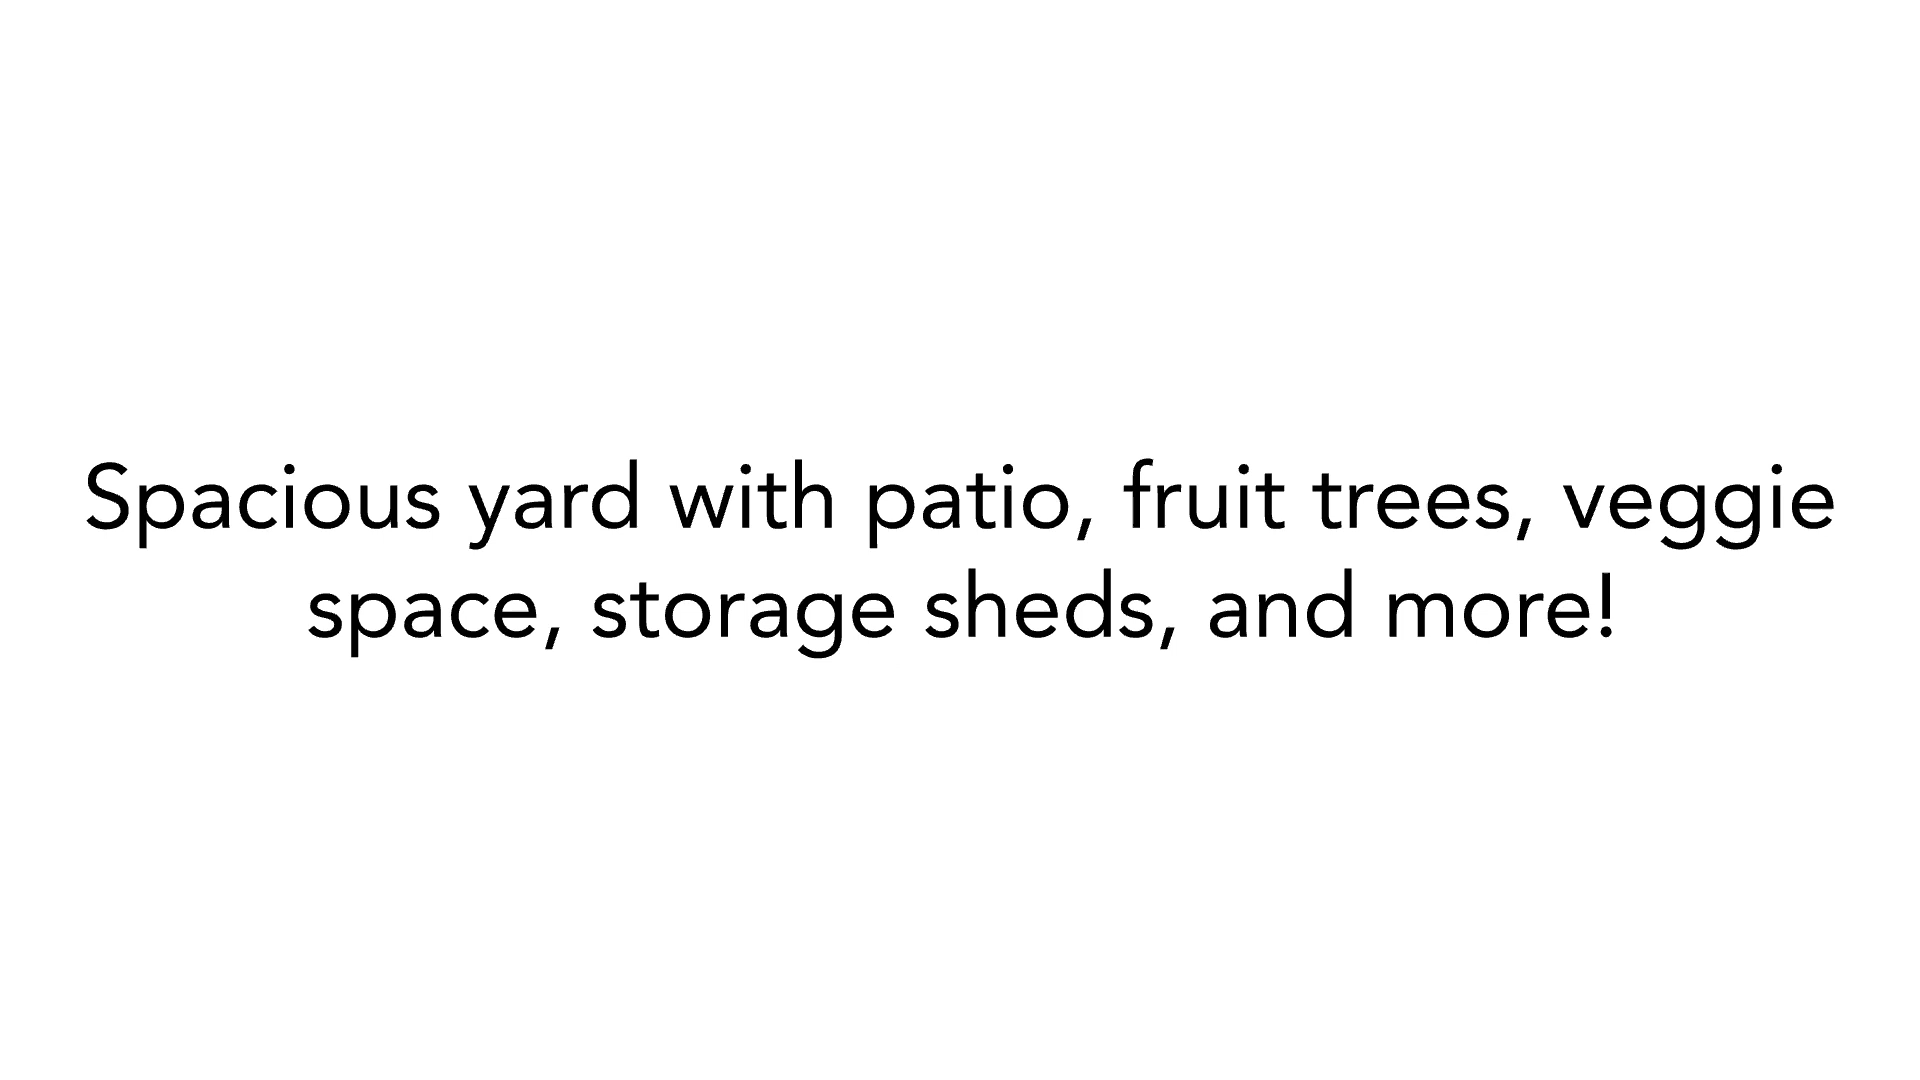 Spacious yard with patio, fruit trees, veggie
space, storage sheds, and more!